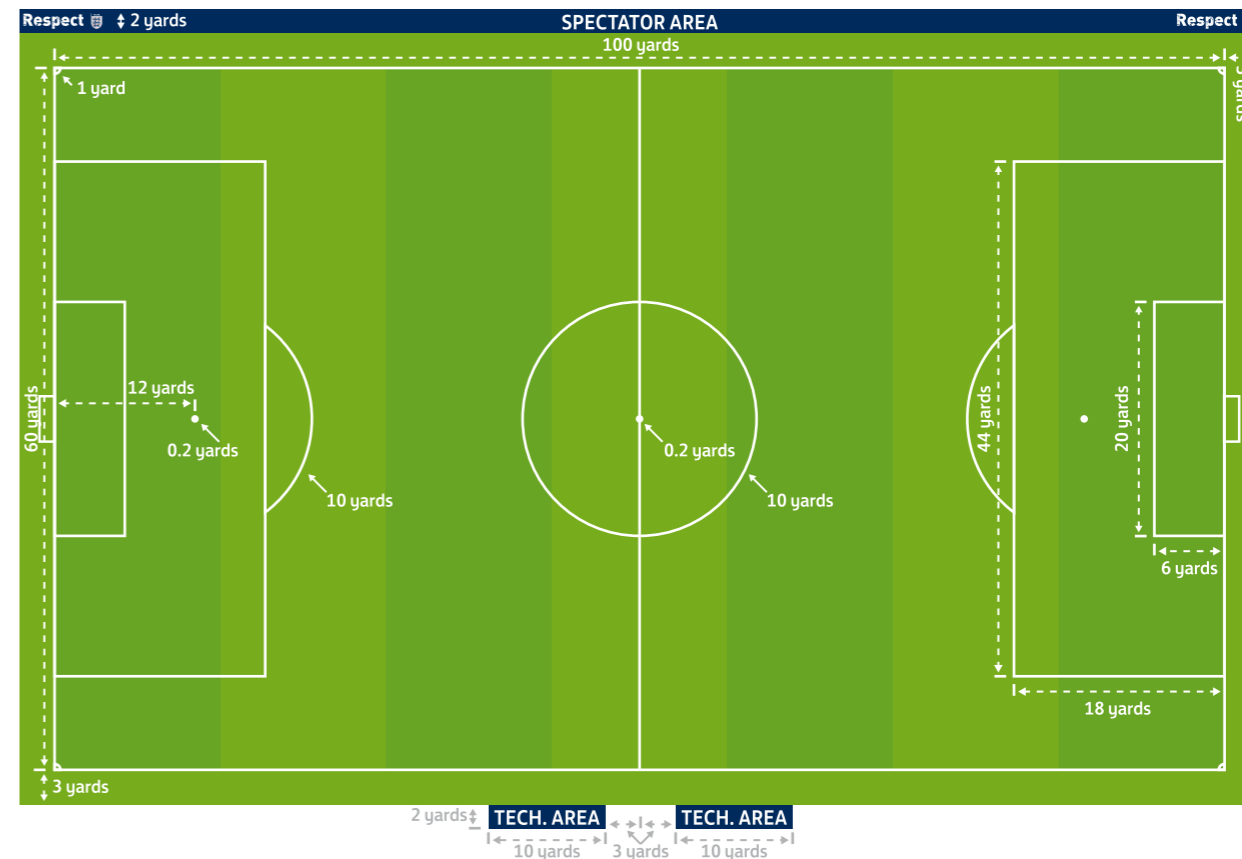 Respect 2 yards SPECTATOR AREA Respect
100 yards
1 yard
3 yards
12 yards
60 yards
0.2 yards
10 yards
0.2 yards
10 yards
44 yards
20 yards
6 yards
18 yards
3 yards
2 yards TECH. AREA TECH. AREA
10 yards 3 yards 10 yards